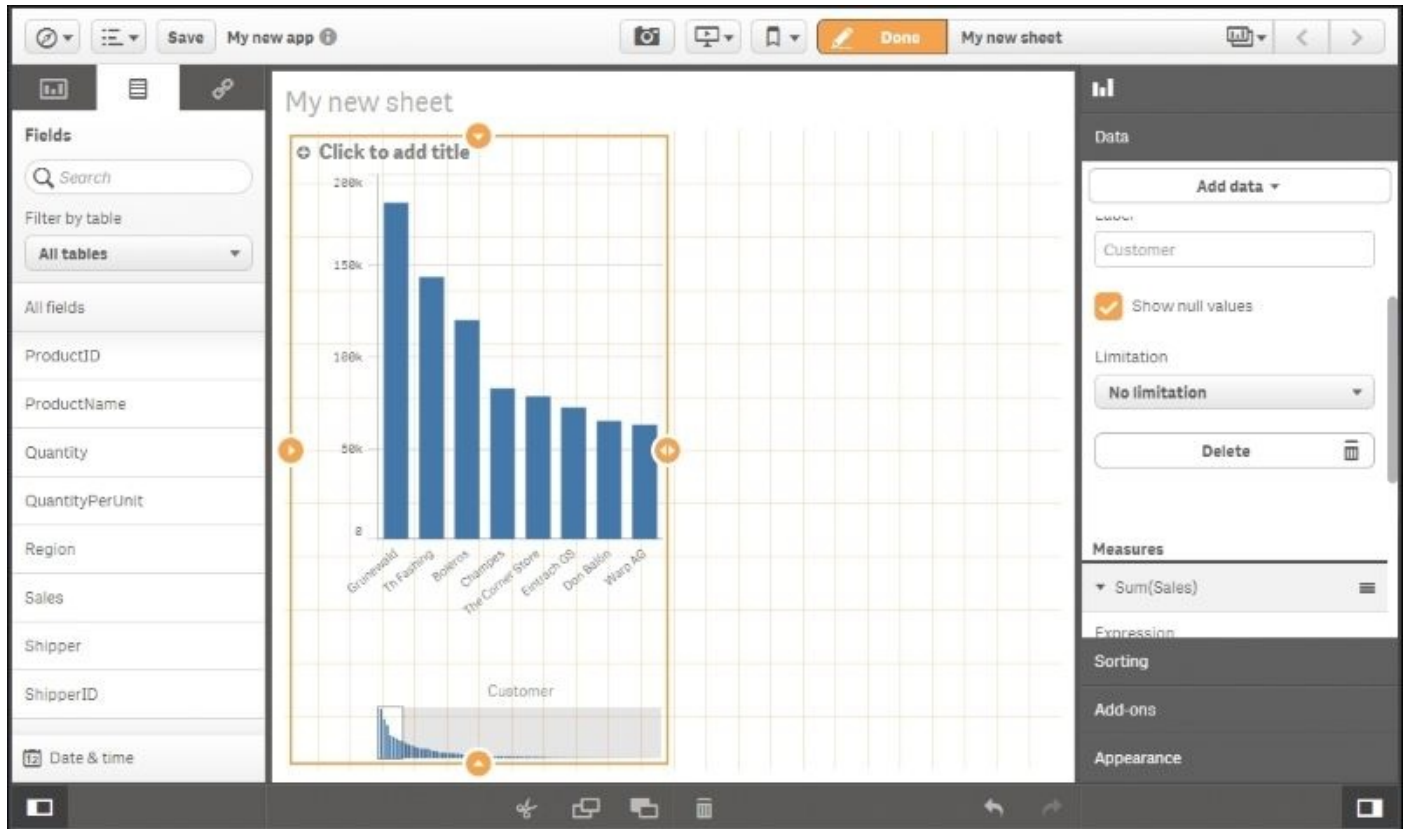 Save My new app
Done My new sheet
Fields
Search
Filter by table
All tables
All fields
ProductID
ProductName
Quantity
QuantityPerUnit
Region
Sales
Shipper
ShipperID
12 Date & time
My new sheet
Click to add title
200k
150k
100k
50k
0
Grunewald
Th Fashing
Boleros
Champes
The Corner Store
Eintrach GS
Don Balón
Warp AG
Customer
Data
Add data
Label
Customer
Show null values
Limitation
No limitation
Delete
Measures
Sum(Sales)
Expression
Sorting
Add-ons
Appearance